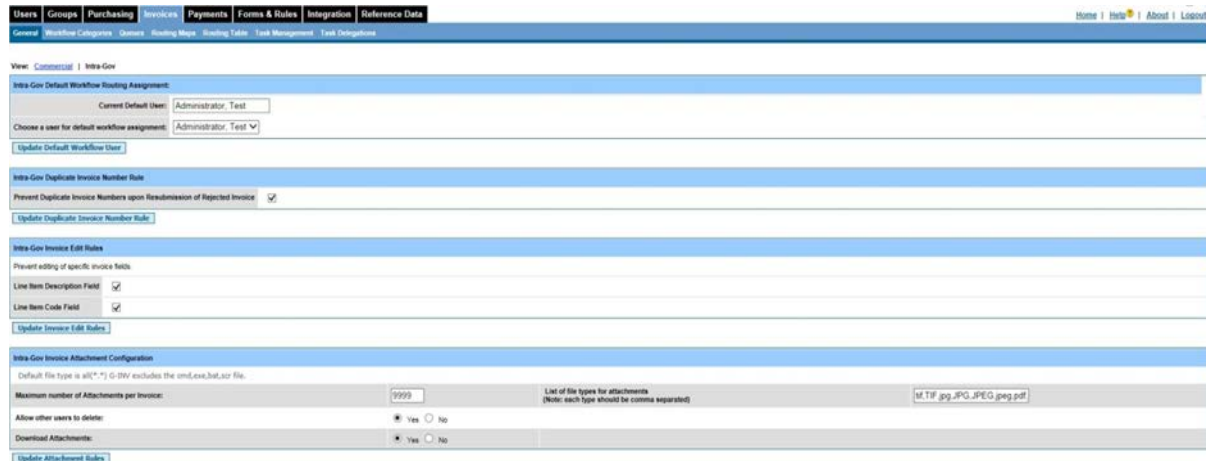 Users Groups Purchasing Invoices Payments Forms & Rules Integration Reference Data Home | Help | About | Logout
General Workflow Categories Queues Routing Maps Routing Table Task Management Task Delegations
View: Commercial | Intra-Gov
Intra-Gov Default Workflow Routing Assignment:
Current Default User: Administrator, Test
Choose a user for default workflow assignment: Administrator, Test
Update Default Workflow User
Intra-Gov Duplicate Invoice Number Rule
Prevent Duplicate Invoice Numbers upon Resubmission of Rejected Invoice
Update Duplicate Invoice Number Rule
Intra-Gov Invoice Edit Rules
Prevent editing of specific invoice fields
Line Item Description Field
Line Item Code Field
Update Invoice Edit Rules
Intra-Gov Invoice Attachment Configuration
Default file type is all(*.*) G-INV excludes the cmd,exe,bat,scr file.
Maximum number of Attachments per Invoice: 9999 List of file types for attachments
(Note: each type should be comma separated) tif,TIF,jpg,JPG,JPEG,jpeg,pdf
Allow other users to delete: Yes No
Download Attachments: Yes No
Update Attachment Rules